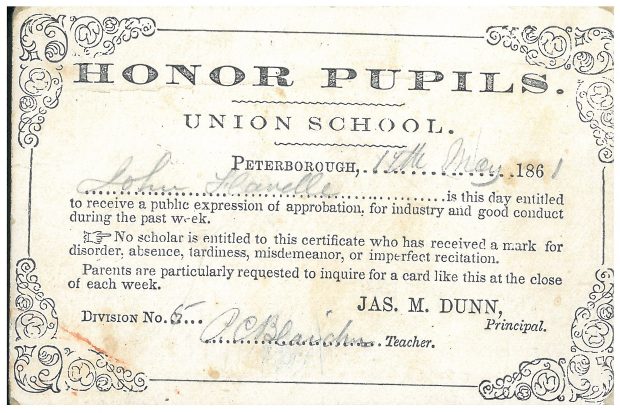 HONOR PUPILS.
UNION SCHOOL.
PETERBOROUGH, 17th May 1861
John Flavelle is this day entitled
to receive a public expression of approbation, for industry and good conduct
during the past week.
☞ No scholar is entitled to this certificate who has received a mark for
disorder, absence, tardiness, misdemeanor, or imperfect recitation.
Parents are particularly requested to inquire for a card like this at the close
of each week.
JAS. M. DUNN,
Principal.
DIVISION No. 5
Teacher.